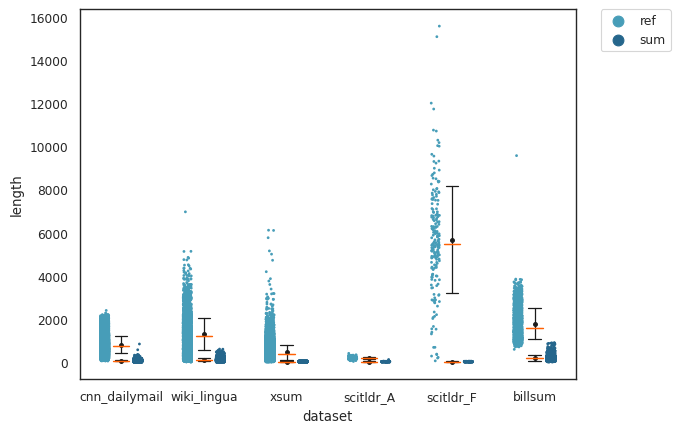 16000
14000
12000
10000
8000
6000
4000
2000
0
length
cnn_dailymail wiki_lingua xsum scitldr_A scitldr_F billsum
dataset
ref
sum